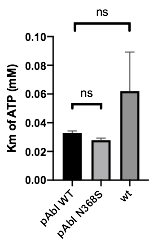 ns
ns
Km of ATP (mM)
0.10
0.08
0.06
0.04
0.02
0.00
pAbl WT
pAbl N368S
wt